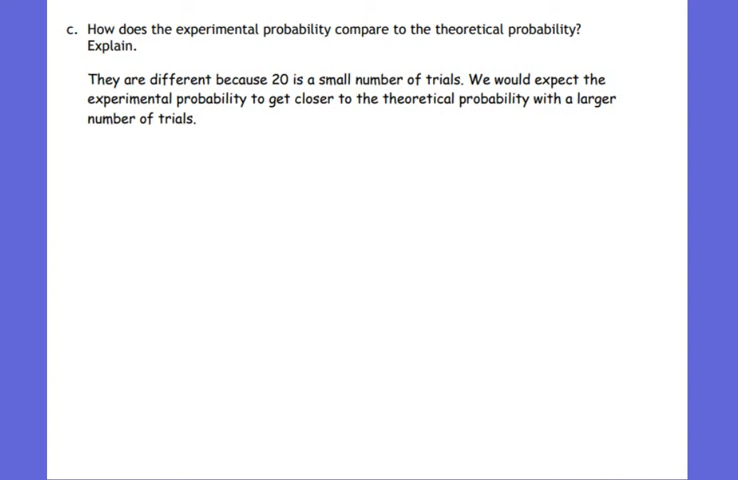 c. How does the experimental probability compare to the theoretical probability?
Explain.
They are different because 20 is a small number of trials. We would expect the
experimental probability to get closer to the theoretical probability with a larger
number of trials.